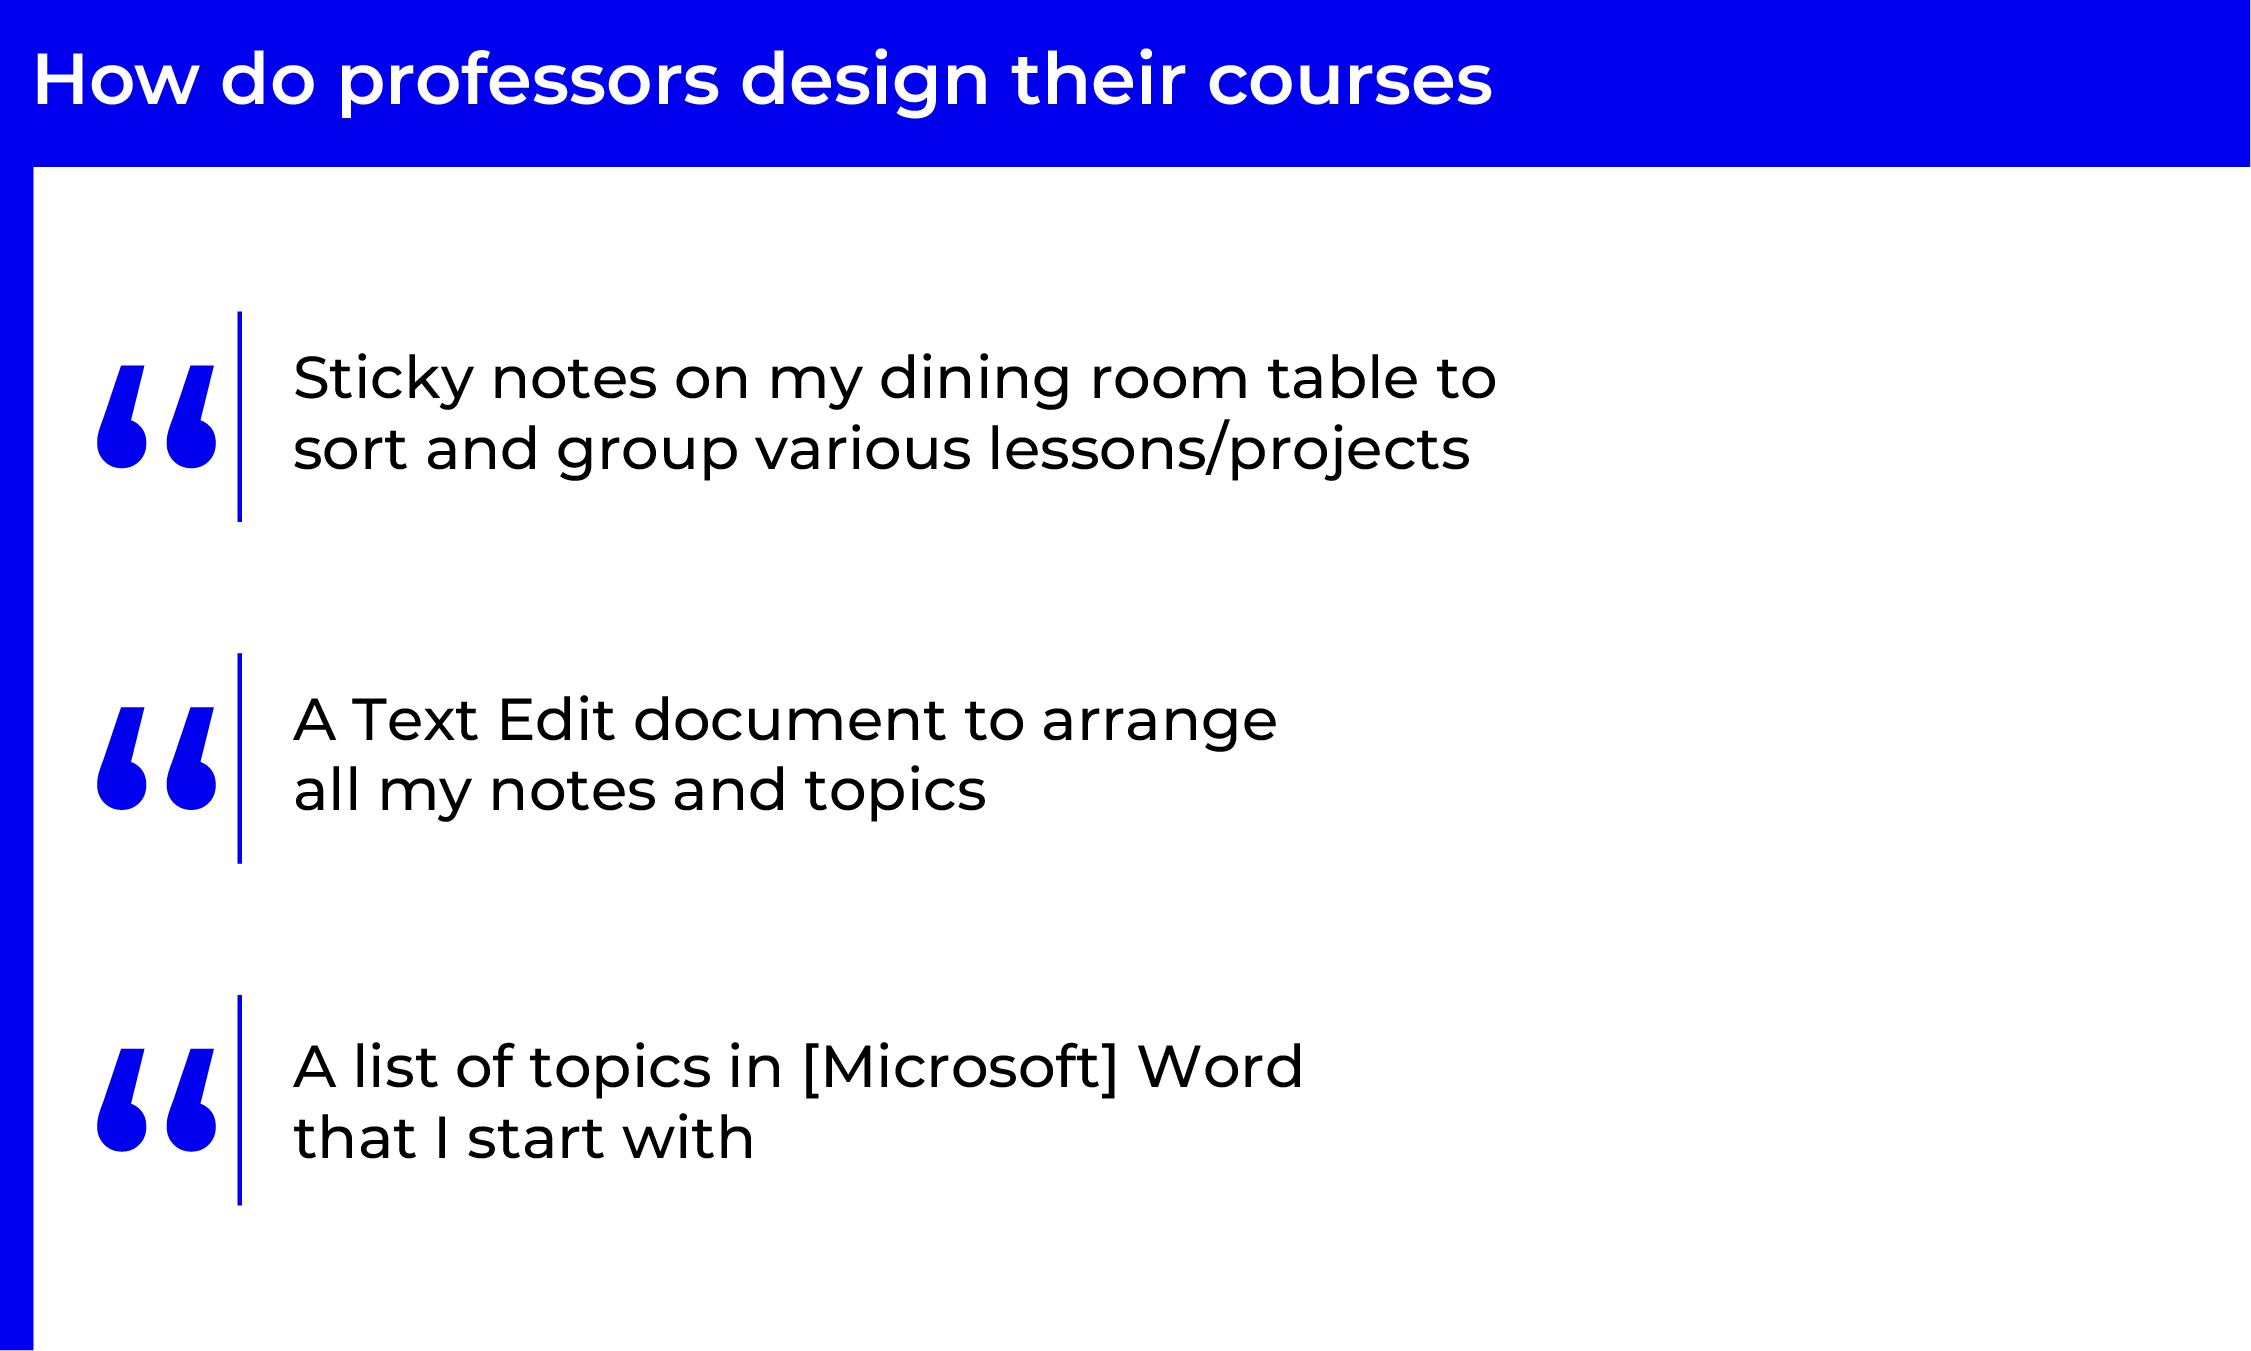 How do professors design their courses
“
Sticky notes on my dining room table to
sort and group various lessons/projects
“
A Text Edit document to arrange
all my notes and topics
“
A list of topics in [Microsoft] Word
that I start with